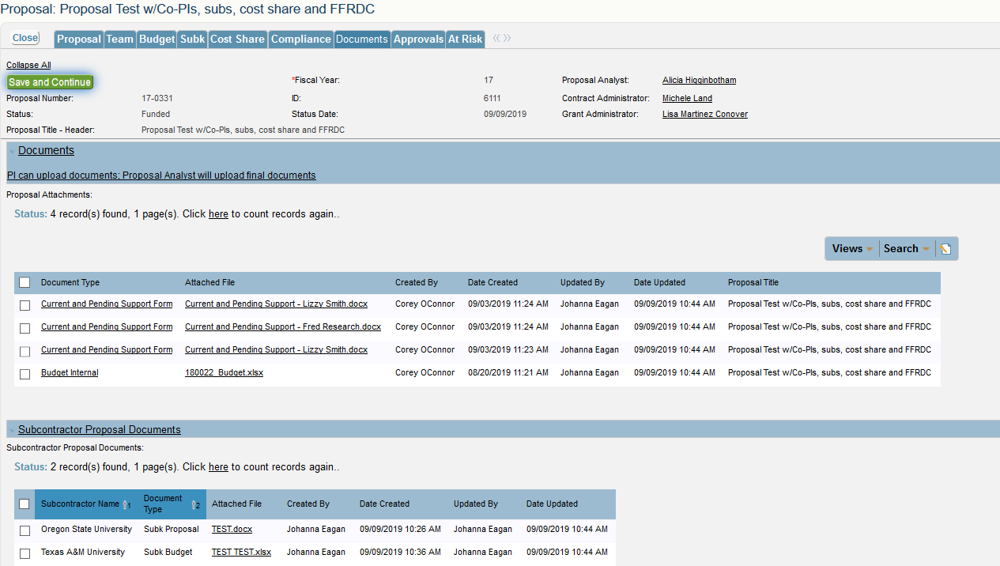 Proposal: Proposal Test w/Co-PIs, subs, cost share and FFRDC
Close Proposal Team Budget Subk Cost Share Compliance Documents Approvals At Risk
Collapse All
Save and Continue *Fiscal Year: 17 Proposal Analyst: Alicia Higginbotham
Proposal Number: 17-0331 ID: 6111 Contract Administrator: Michele Land
Status: Funded Status Date: 09/09/2019 Grant Administrator: Lisa Martinez Conover
Proposal Title - Header: Proposal Test w/Co-PIs, subs, cost share and FFRDC
Documents
PI can upload documents; Proposal Analyst will upload final documents
Proposal Attachments:
Status: 4 record(s) found, 1 page(s). Click here to count records again..
Views Search
Document Type Attached File Created By Date Created Updated By Date Updated Proposal Title
Current and Pending Support Form Current and Pending Support - Lizzy Smith.docx Corey OConnor 09/03/2019 11:24 AM Johanna Eagan 09/09/2019 10:44 AM Proposal Test w/Co-PIs, subs, cost share and FFRDC
Current and Pending Support Form Current and Pending Support - Fred Research.docx Corey OConnor 09/03/2019 11:24 AM Johanna Eagan 09/09/2019 10:44 AM Proposal Test w/Co-PIs, subs, cost share and FFRDC
Current and Pending Support Form Current and Pending Support - Lizzy Smith.docx Corey OConnor 09/03/2019 11:23 AM Johanna Eagan 09/09/2019 10:44 AM Proposal Test w/Co-PIs, subs, cost share and FFRDC
Budget Internal 180022_Budget.xlsx Corey OConnor 08/20/2019 11:21 AM Johanna Eagan 09/09/2019 10:44 AM Proposal Test w/Co-PIs, subs, cost share and FFRDC
Subcontractor Proposal Documents
Subcontractor Proposal Documents:
Status: 2 record(s) found, 1 page(s). Click here to count records again..
Subcontractor Name 1 Document Type 2 Attached File Created By Date Created Updated By Date Updated
Oregon State University Subk Proposal TEST.docx Johanna Eagan 09/09/2019 10:26 AM Johanna Eagan 09/09/2019 10:44 AM
Texas A&M University Subk Budget TEST TEST.xlsx Johanna Eagan 09/09/2019 10:36 AM Johanna Eagan 09/09/2019 10:44 AM